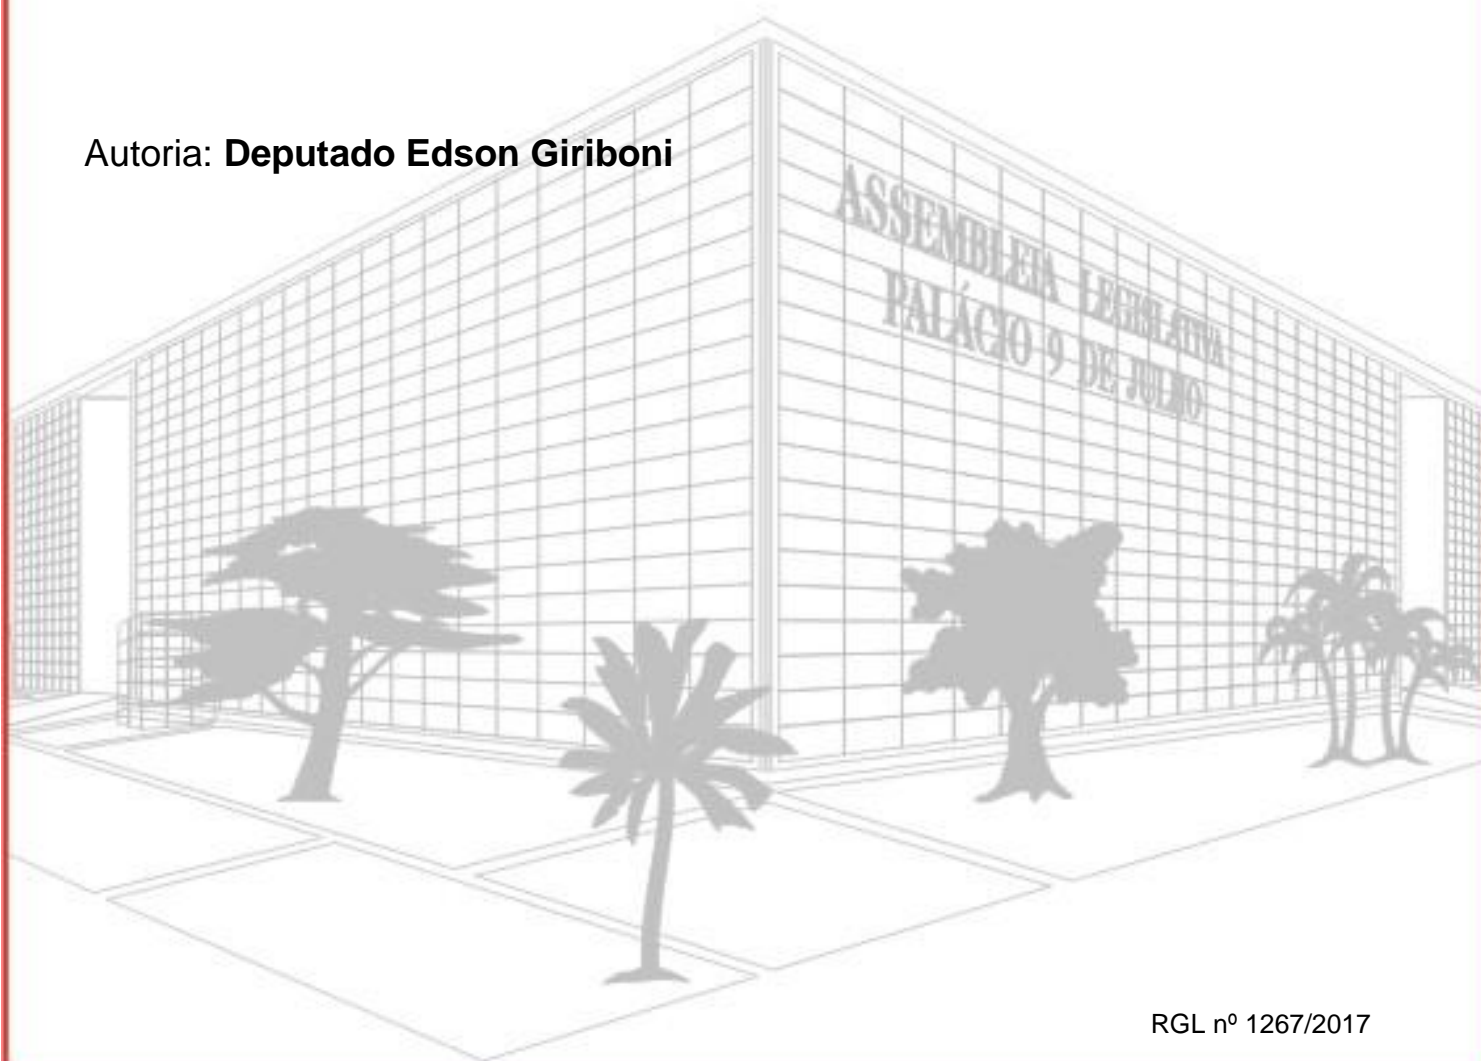 Autoria: Deputado Edson Giriboni
ASSEMBLEIA LEGISLATIVA
PALÁCIO 9 DE JULHO
RGL nº 1267/2017